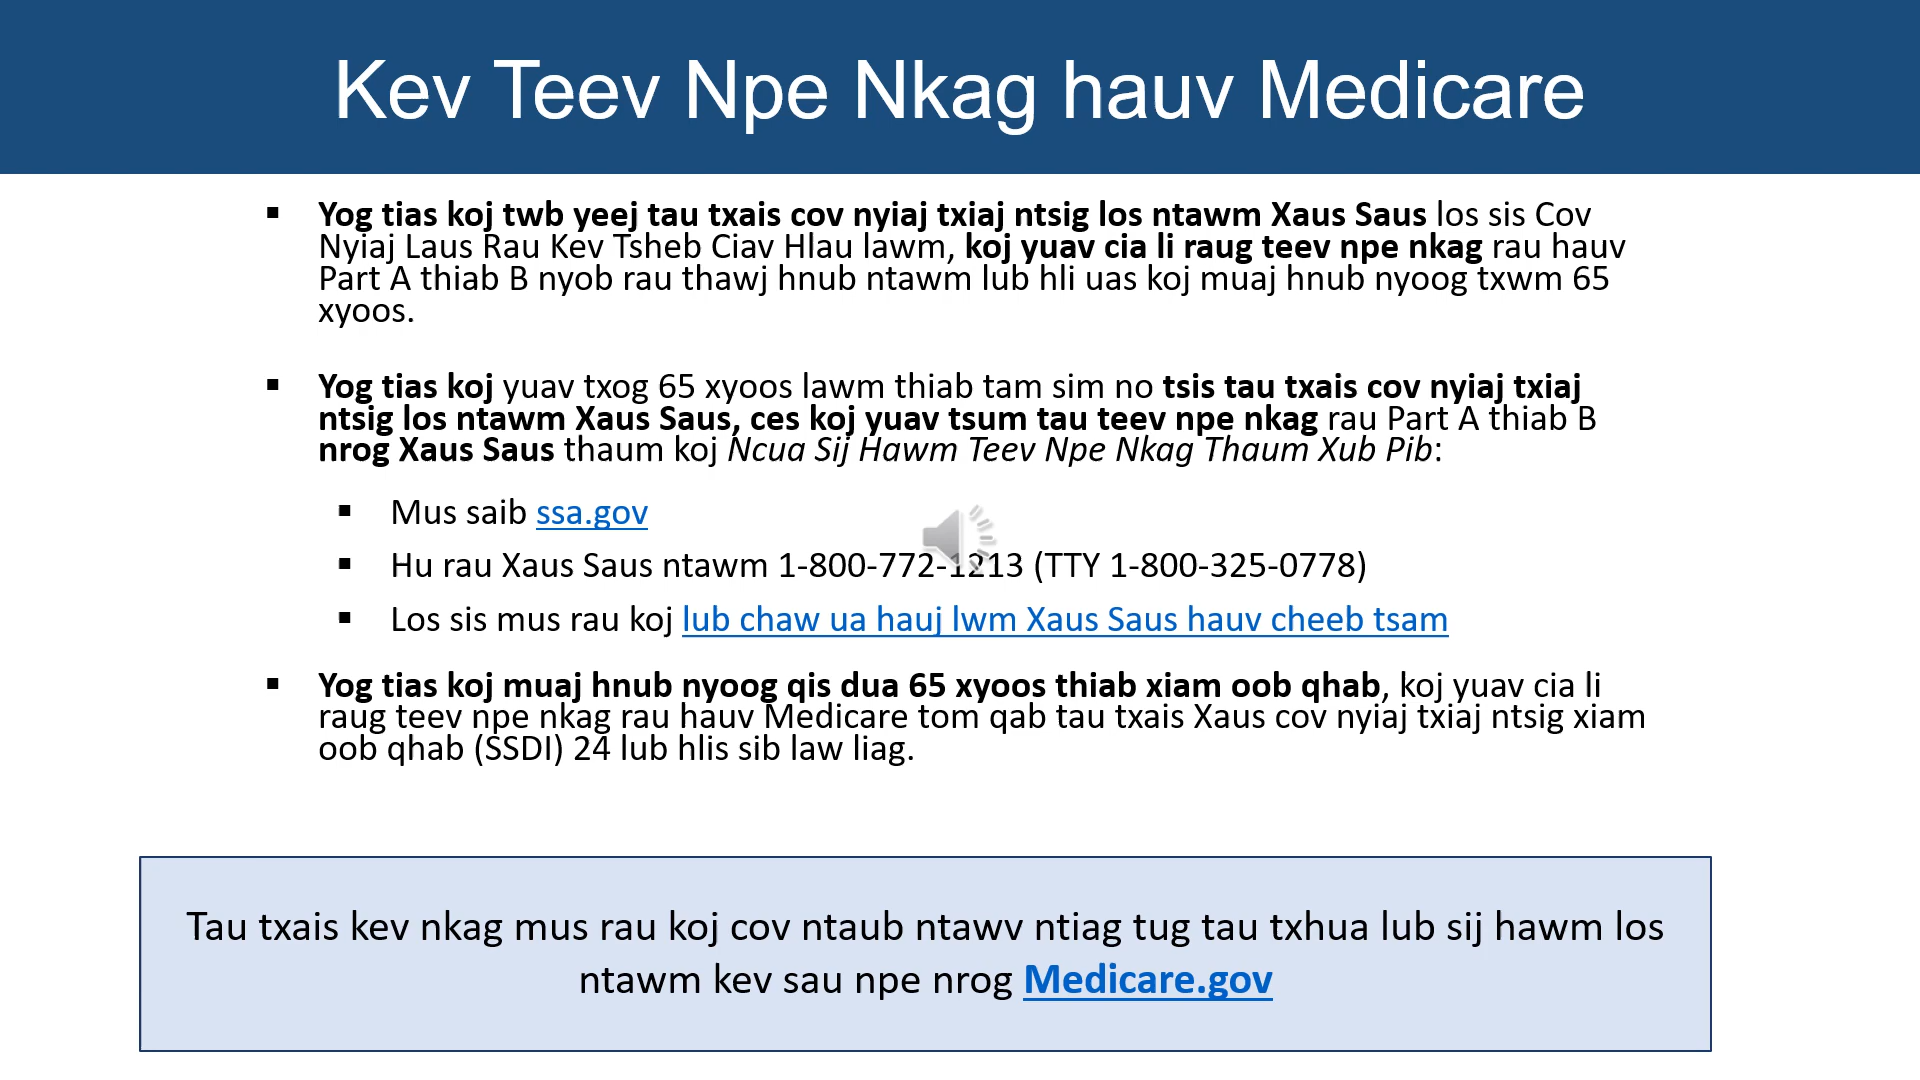 Kev Teev Npe Nkag hauv Medicare
▪ Yog tias koj twb yeej tau txais cov nyiaj txiaj ntsig los ntawm Xaus Saus los sis Cov
Nyiaj Laus Rau Kev Tsheb Ciav Hlau lawm, koj yuav cia li raug teev npe nkag rau hauv
Part A thiab B nyob rau thawj hnub ntawm lub hli uas koj muaj hnub nyoog txwm 65
xyoos.
▪ Yog tias koj yuav txog 65 xyoos lawm thiab tam sim no tsis tau txais cov nyiaj txiaj
ntsig los ntawm Xaus Saus, ces koj yuav tsum tau teev npe nkag rau Part A thiab B
nrog Xaus Saus thaum koj Ncua Sij Hawm Teev Npe Nkag Thaum Xub Pib:
▪ Mus saib ssa.gov
▪ Hu rau Xaus Saus ntawm 1-800-772-1213 (TTY 1-800-325-0778)
▪ Los sis mus rau koj lub chaw ua hauj lwm Xaus Saus hauv cheeb tsam
▪ Yog tias koj muaj hnub nyoog qis dua 65 xyoos thiab xiam oob qhab, koj yuav cia li
raug teev npe nkag rau hauv Medicare tom qab tau txais Xaus cov nyiaj txiaj ntsig xiam
oob qhab (SSDI) 24 lub hlis sib law liag.
Tau txais kev nkag mus rau koj cov ntaub ntawv ntiag tug tau txhua lub sij hawm los
ntawm kev sau npe nrog Medicare.gov